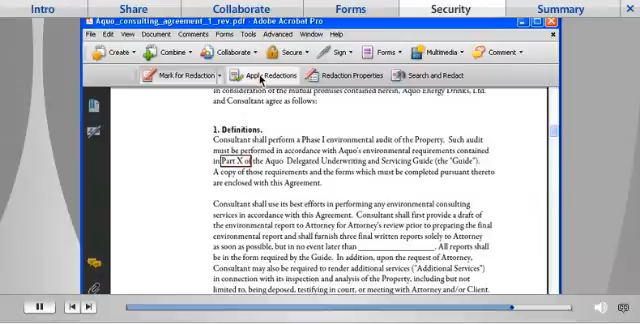 Intro Share Collaborate Forms Security Summary
Aquo_consulting_agreement_1_rev.pdf - Adobe Acrobat Pro
File Edit View Document Comments Forms Tools Advanced Window Help
Create Combine Collaborate Secure Sign Forms Multimedia Comment
Mark for Redaction Apply Redactions Redaction Properties Search and Redact
in consideration of the mutual promises contained herein, Aquo Energy Drinks, Ltd.
and Consultant agree as follows:
1. Definitions.
Consultant shall perform a Phase I environmental audit of the Property. Such audit
must be performed in accordance with Aquo's environmental requirements contained
in Part X of the Aquo Delegated Underwriting and Servicing Guide (the "Guide").
A copy of those requirements and the forms which must be completed pursuant thereto
are enclosed with this Agreement.
Consultant shall use its best efforts in performing any environmental consulting
services in accordance with this Agreement. Consultant shall first provide a draft of
the environmental report to Attorney for Attorney's review prior to preparing the final
environmental report and shall furnish three final written reports solely to Attorney
as soon as possible, but in no event later than ____________________. All reports shall
be in the form required by the Guide. In addition, upon the request of Attorney,
Consultant may also be required to render additional services ("Additional Services")
in connection with its inspection and analysis of the Property, including but not
limited to, being deposed, testifying in court, or meeting with Attorney and/or Client.